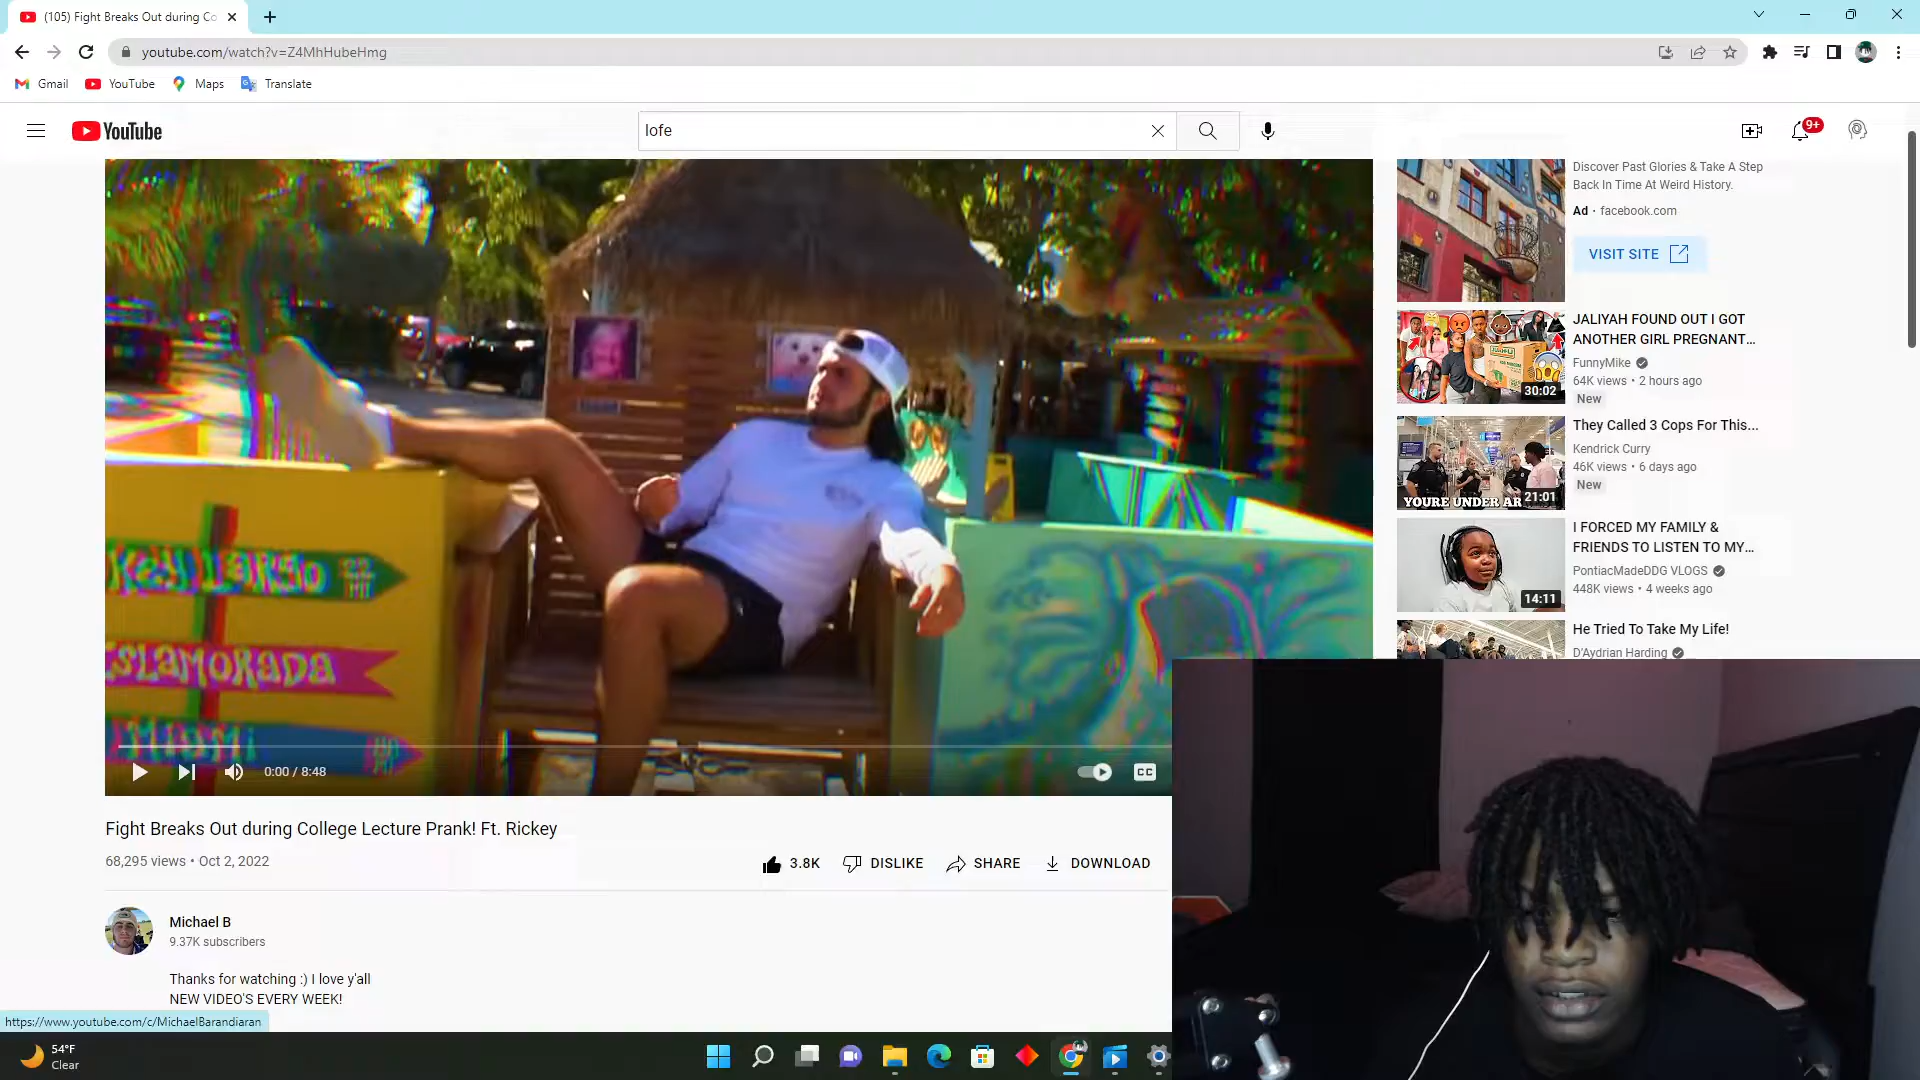 (105) Fight Breaks Out during Co
youtube.com/watch?v=Z4MhHubeHmg
Gmail
YouTube
Maps
Translate
YouTube
lofe
9+
Discover Past Glories & Take A Step
Back In Time At Weird History.
Ad · facebook.com
VISIT SITE
JALIYAH FOUND OUT I GOT
ANOTHER GIRL PREGNANT...
FunnyMike
64K views • 2 hours ago
New
30:02
They Called 3 Cops For This...
Kendrick Curry
46K views • 6 days ago
New
YOURE UNDER AR
21:01
I FORCED MY FAMILY &
FRIENDS TO LISTEN TO MY...
PontiacMadeDDG VLOGS
448K views • 4 weeks ago
14:11
He Tried To Take My Life!
D'Aydrian Harding
Key Largo 22
ISLAMORADA
MIAMI
0:00 / 8:48
CC
Fight Breaks Out during College Lecture Prank! Ft. Rickey
68,295 views • Oct 2, 2022
3.8K
DISLIKE
SHARE
DOWNLOAD
Michael B
9.37K subscribers
Thanks for watching :) I love y'all
NEW VIDEO'S EVERY WEEK!
https://www.youtube.com/c/MichaelBarandiaran
54°F
Clear